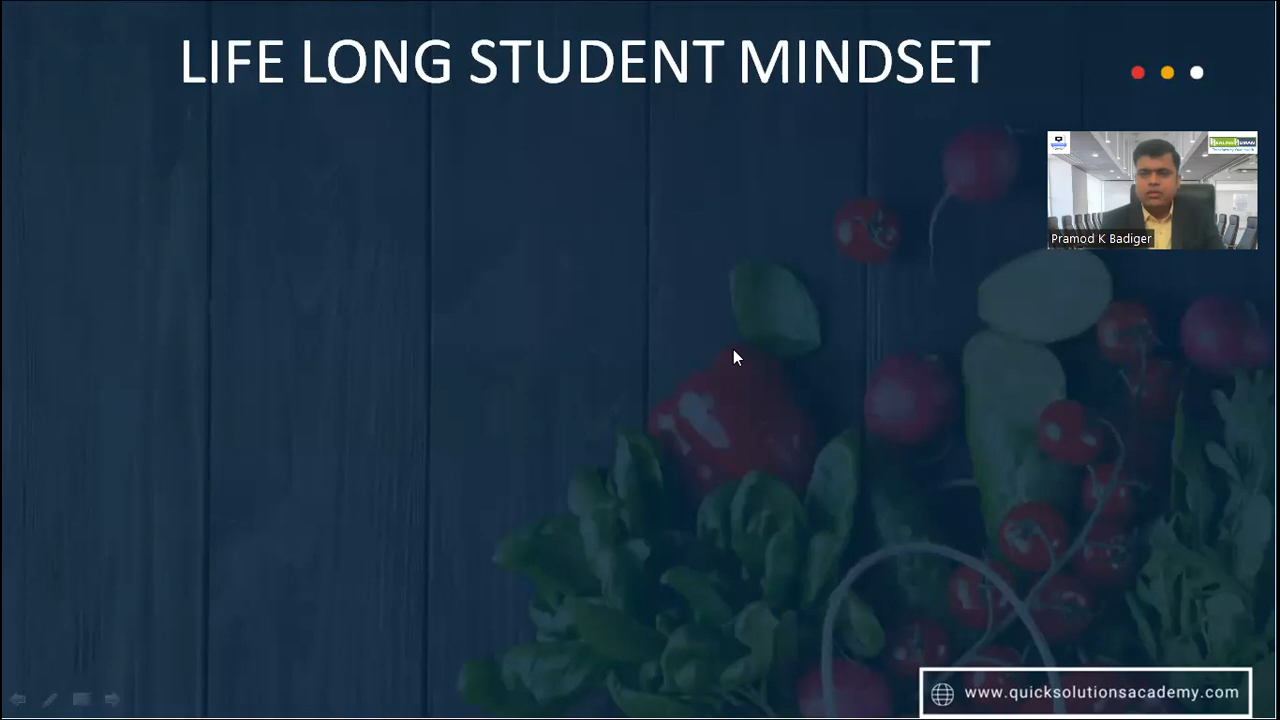 LIFE LONG STUDENT MINDSET
Pramod K Badiger
www.quicksolutionsacademy.com